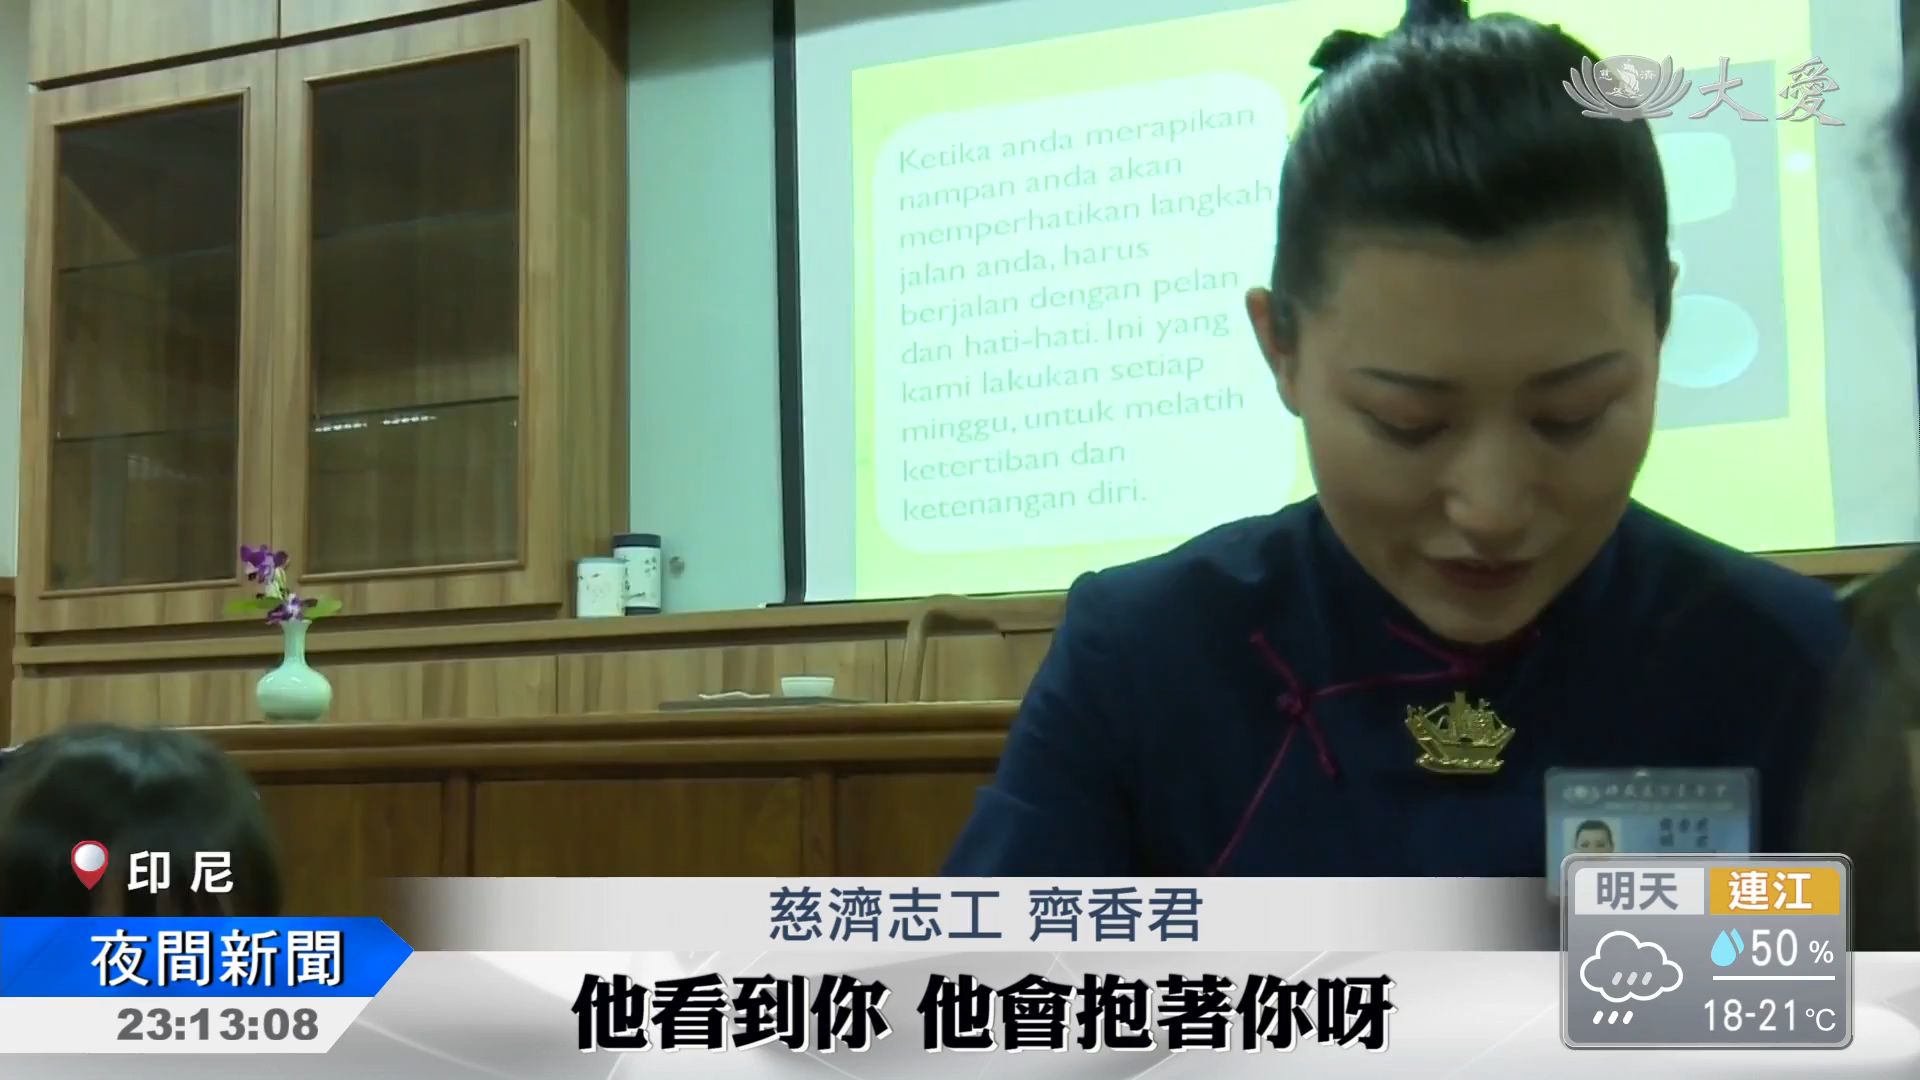 慈濟
大愛
Ketika anda merapikan
nampan anda akan
memperhatikan langkah
jalan anda, harus
berjalan dengan pelan
dan hati-hati. Ini yang
kami lakukan setiap
minggu, untuk melatih
ketertiban dan
ketenangan diri.
印尼
慈濟志工 齊香君
夜間新聞
他看到你 他會抱著你呀
23:13:08
明天 連江
50 %
18-21°C